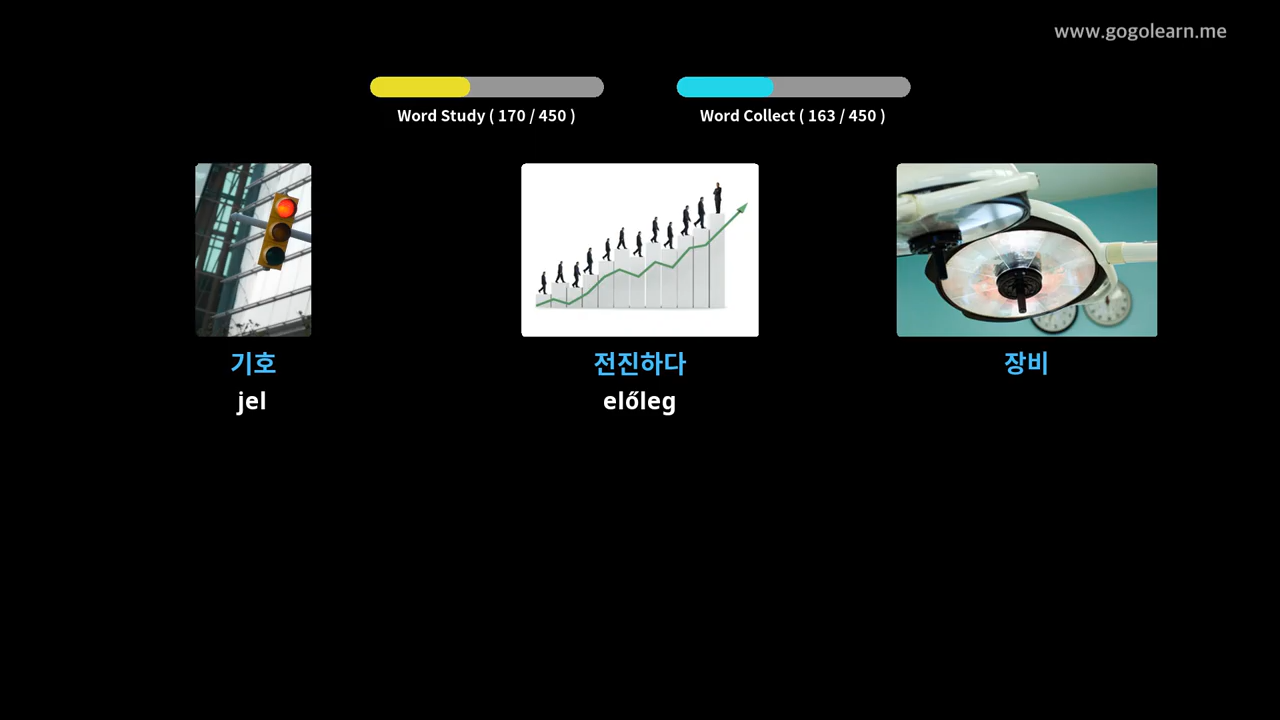 www.gogolearn.me
Word Study ( 170 / 450 )
Word Collect ( 163 / 450 )
기호
jel
전진하다
előleg
장비